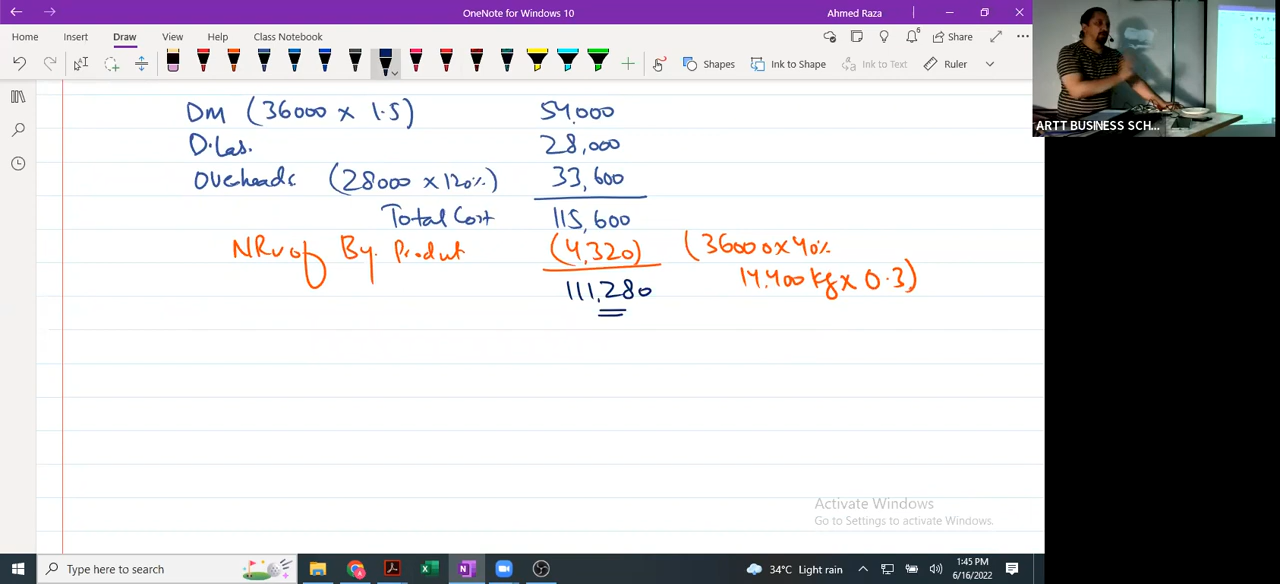 OneNote for Windows 10
Ahmed Raza
Home Insert Draw View Help Class Notebook
Share
Shapes Ink to Shape Ink to Text Ruler
ARTT BUSINESS SCH...
DM (36000 x 1.5) 54,000
D.Lab. 28,000
Overheads (28000 x 120%) 33,600
Total Cost 115,600
NRV of By. Product (4,320) (36000 x 40%
14,400 kg x 0.3)
111,280
Activate Windows
Go to Settings to activate Windows.
Type here to search
34°C Light rain
1:45 PM
6/16/2022